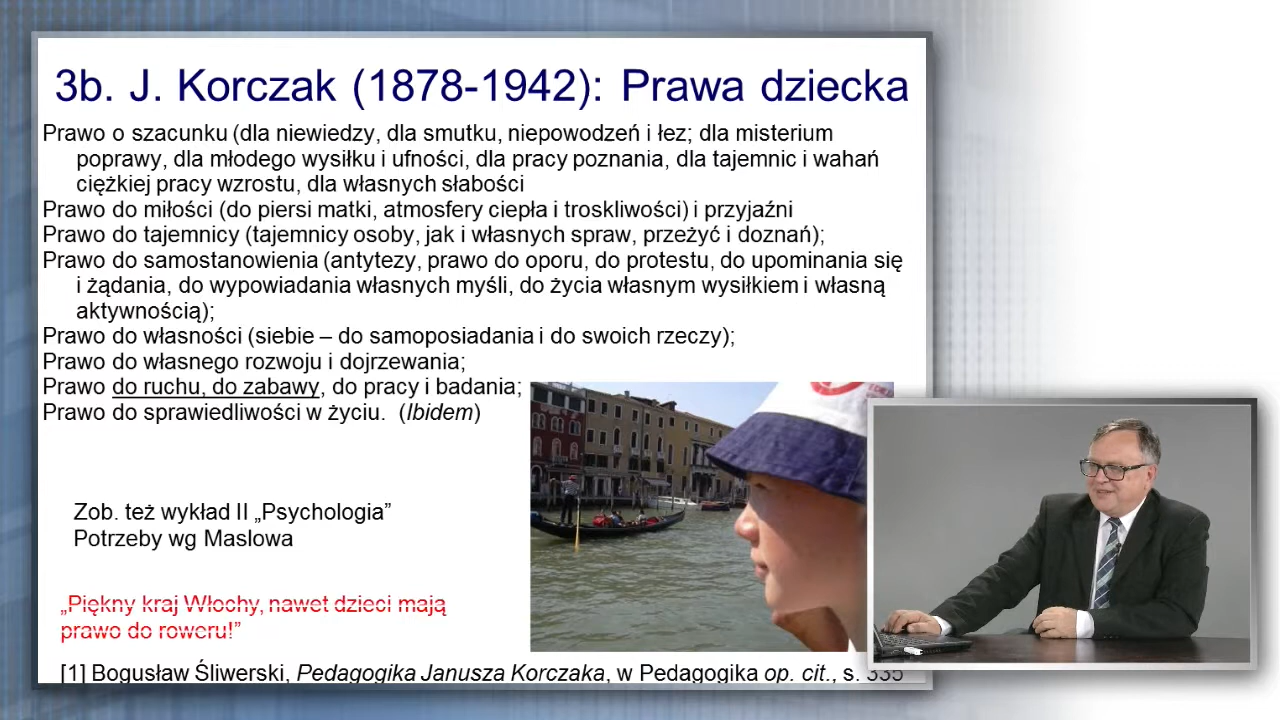 3b. J. Korczak (1878-1942): Prawa dziecka
Prawo o szacunku (dla niewiedzy, dla smutku, niepowodzeń i łez; dla misterium
poprawy, dla młodego wysiłku i ufności, dla pracy poznania, dla tajemnic i wahań
ciężkiej pracy wzrostu, dla własnych słabości
Prawo do miłości (do piersi matki, atmosfery ciepła i troskliwości) i przyjaźni
Prawo do tajemnicy (tajemnicy osoby, jak i własnych spraw, przeżyć i doznań);
Prawo do samostanowienia (antytezy, prawo do oporu, do protestu, do upominania się
i żądania, do wypowiadania własnych myśli, do życia własnym wysiłkiem i własną
aktywnością);
Prawo do własności (siebie – do samoposiadania i do swoich rzeczy);
Prawo do własnego rozwoju i dojrzewania;
Prawo do ruchu, do zabawy, do pracy i badania;
Prawo do sprawiedliwości w życiu. (Ibidem)
Zob. też wykład II „Psychologia”
Potrzeby wg Maslowa
„Piękny kraj Włochy, nawet dzieci mają
prawo do roweru!”
[1] Bogusław Śliwerski, Pedagogika Janusza Korczaka, w Pedagogika op. cit., s. 335